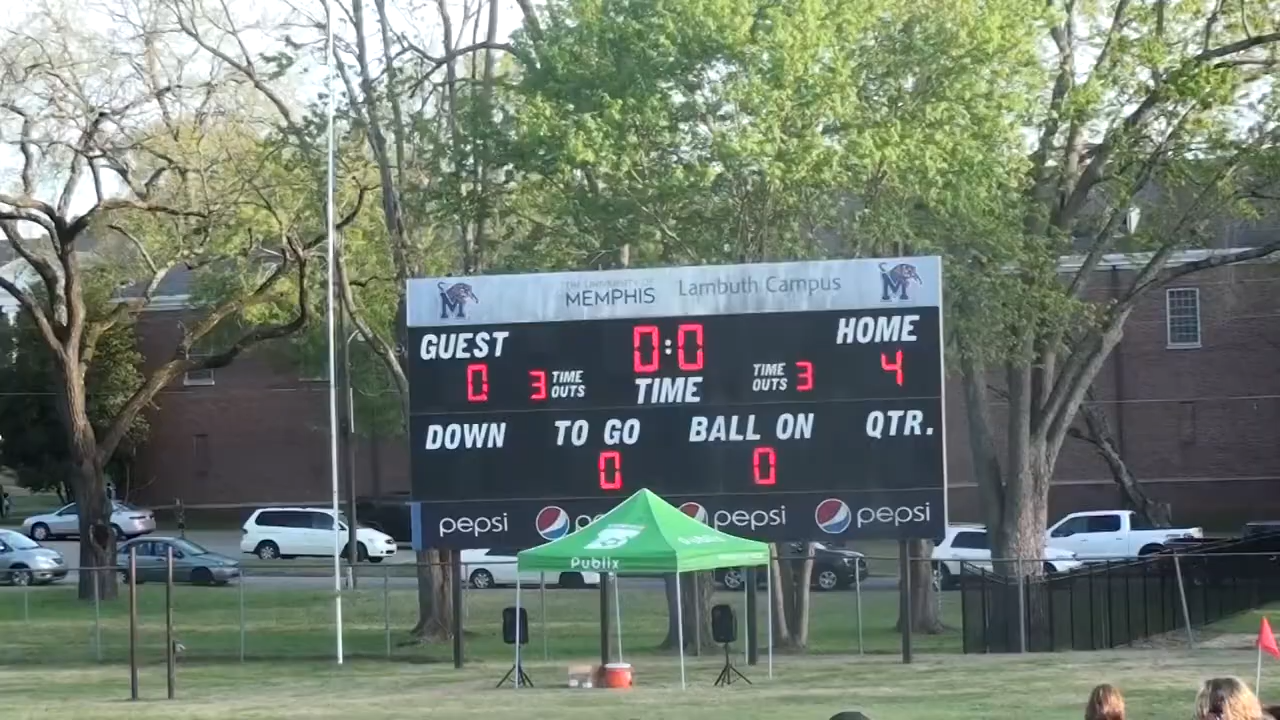 THE UNIVERSITY OF
MEMPHIS
Lambuth Campus
M
M
GUEST
0:0
HOME
0
3 TIME OUTS
TIME
TIME OUTS 3
4
DOWN
TO GO
BALL ON
QTR.
0
0
pepsi
pepsi
pepsi
Publix
Publix